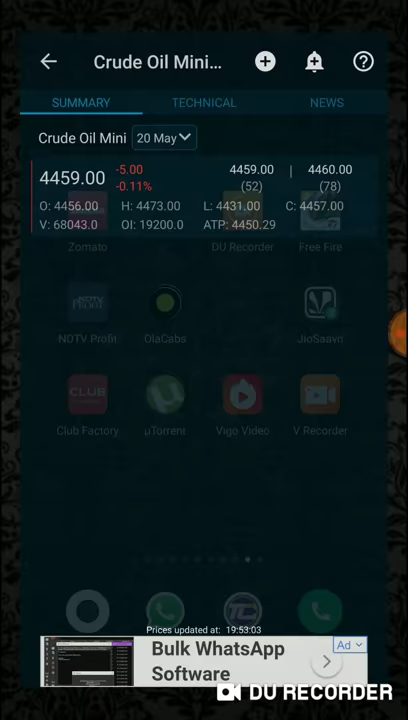 Crude Oil Mini...
SUMMARY TECHNICAL NEWS
Crude Oil Mini 20 May
4459.00 -5.00 4459.00 | 4460.00
-0.11% (52) (78)
O: 4456.00 H: 4473.00 L: 4431.00 C: 4457.00
V: 68043.0 OI: 19200.0 ATP: 4450.29
Zomato DU Recorder Free Fire
NDTV Profit OlaCabs JioSaavn
CLUB
Club Factory µTorrent Vigo Video V Recorder
Prices updated at: 19:53:03
Bulk WhatsApp Ad
Software
DU RECORDER